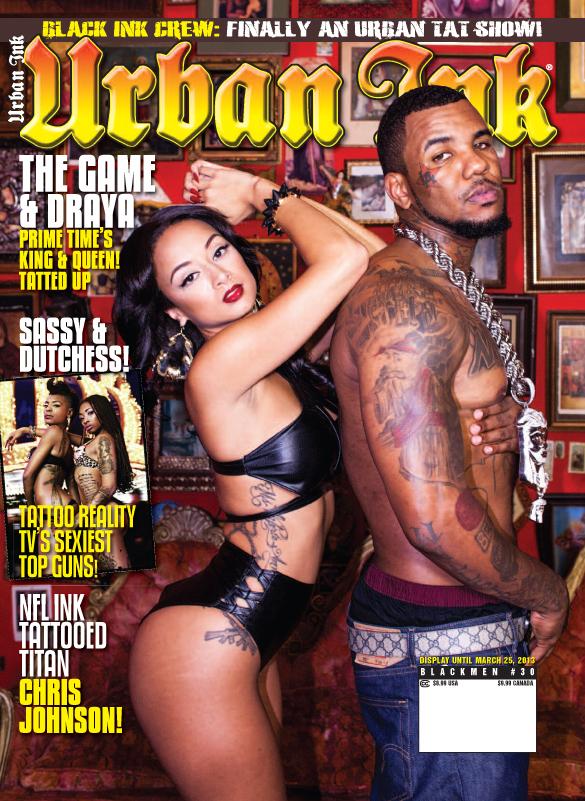 BLACK INK CREW: FINALLY AN URBAN TAT SHOW!
Urban Ink
Urban Ink®
THE GAME
& DRAYA
PRIME TIME'S
KING & QUEEN!
TATTED UP
SASSY &
DUTCHESS!
TATTOO REALITY
TV'S SEXIEST
TOP GUNS!
NFL INK
TATTOOED
TITAN
CHRIS
JOHNSON!
DISPLAY UNTIL MARCH 25, 2013
BLACKMEN #30
$8.99 USA $9.99 CANADA